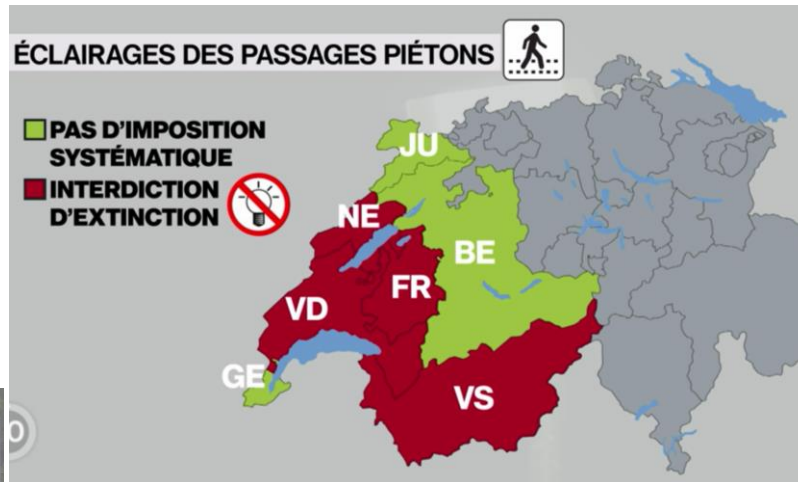 ÉCLAIRAGES DES PASSAGES PIÉTONS
PAS D'IMPOSITION
SYSTÉMATIQUE
INTERDICTION
D'EXTINCTION
JU
NE
BE
FR
VD
GE
VS